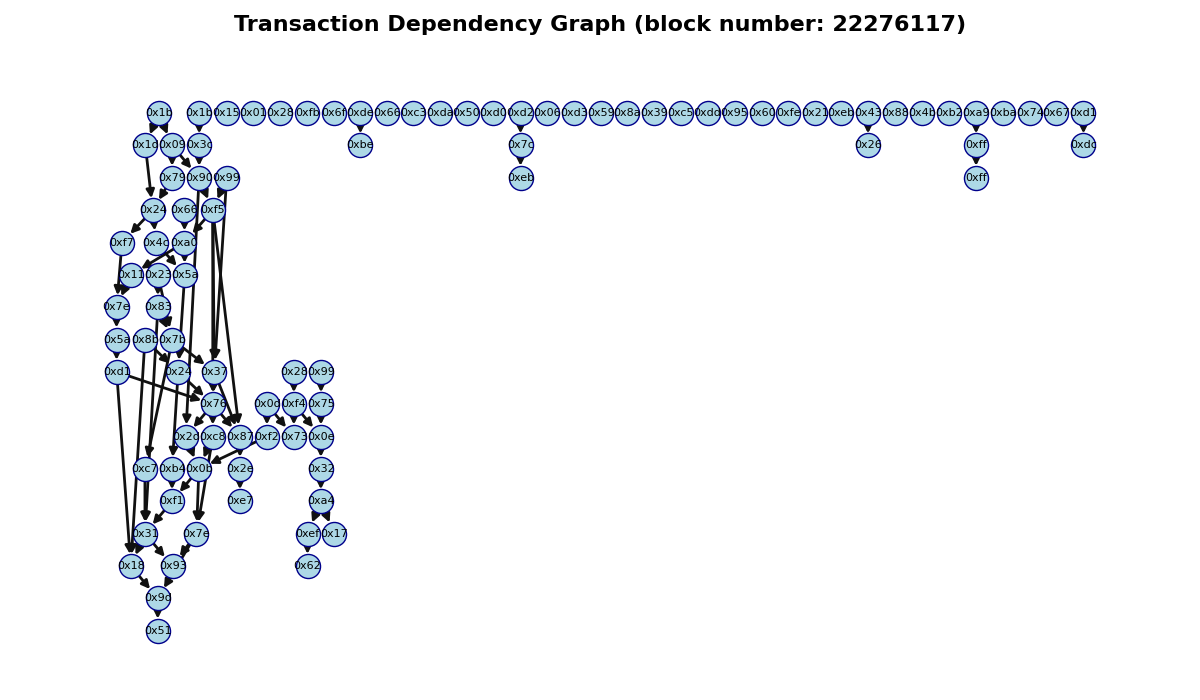 Transaction Dependency Graph (block number: 22276117)
0x1b 0x1b 0x15 0x01 0x28 0xfb 0x6f 0xde 0x66 0xc3 0xda 0x50 0xd0 0xd2 0x06 0xd3 0x59 0x8a 0x39 0xc5 0xdd 0x95 0x60 0xfe 0x21 0xeb 0x43 0x88 0x4b 0xb2 0xa9 0xba 0x74 0x67 0xd1
0x1d 0x09 0x3c 0xbe 0x7c 0x26 0xff 0xdc
0x79 0x90 0x99 0xeb 0xff
0x24 0x66 0xf5
0xf7 0x4c 0xa0
0x11 0x23 0x5a
0x7e 0x83
0x5a 0x8b 0x7b
0xd1 0x24 0x37 0x28 0x99
0x76 0x0d 0xf4 0x75
0x2d 0xc8 0x87 0xf2 0x73 0x0e
0xc7 0xb4 0x0b 0x2e 0x32
0xf1 0xe7 0xa4
0x31 0x7e 0xef 0x17
0x18 0x93 0x62
0x9d
0x51